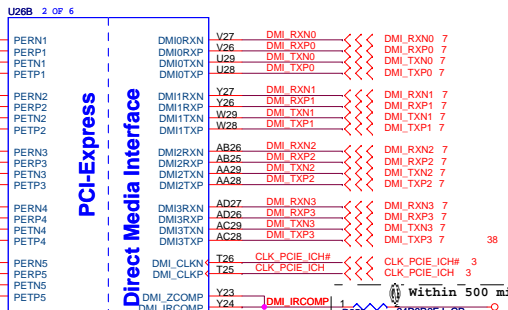 U26B 2 OF 6
PERN1 DMI0RXN V27 DMI_RXN0 DMI_RXN0 7
PERP1 DMI0RXP V26 DMI_RXP0 DMI_RXP0 7
PETN1 DMI0TXN U29 DMI_TXN0 DMI_TXN0 7
PETP1 DMI0TXP U28 DMI_TXP0 DMI_TXP0 7
PERN2 DMI1RXN Y27 DMI_RXN1 DMI_RXN1 7
PERP2 DMI1RXP Y26 DMI_RXP1 DMI_RXP1 7
PETN2 DMI1TXN W29 DMI_TXN1 DMI_TXN1 7
PETP2 DMI1TXP W28 DMI_TXP1 DMI_TXP1 7
PERN3 DMI2RXN AB26 DMI_RXN2 DMI_RXN2 7
PERP3 DMI2RXP AB25 DMI_RXP2 DMI_RXP2 7
PETN3 DMI2TXN AA29 DMI_TXN2 DMI_TXN2 7
PETP3 DMI2TXP AA28 DMI_TXP2 DMI_TXP2 7
PERN4 DMI3RXN AD27 DMI_RXN3 DMI_RXN3 7
PERP4 DMI3RXP AD26 DMI_RXP3 DMI_RXP3 7
PETN4 DMI3TXN AC29 DMI_TXN3 DMI_TXN3 7
PETP4 DMI3TXP AC28 DMI_TXP3 DMI_TXP3 7 38
PERN5 DMI_CLKN T26 CLK_PCIE_ICH# CLK_PCIE_ICH# 3
PERP5 DMI_CLKP T25 CLK_PCIE_ICH CLK_PCIE_ICH 3
PETN5
PETP5 DMI_ZCOMP Y23
DMI_IRCOMP Y24 DMI_IRCOMP 1
Within 500 mi
PCI-Express
Direct Media Interface